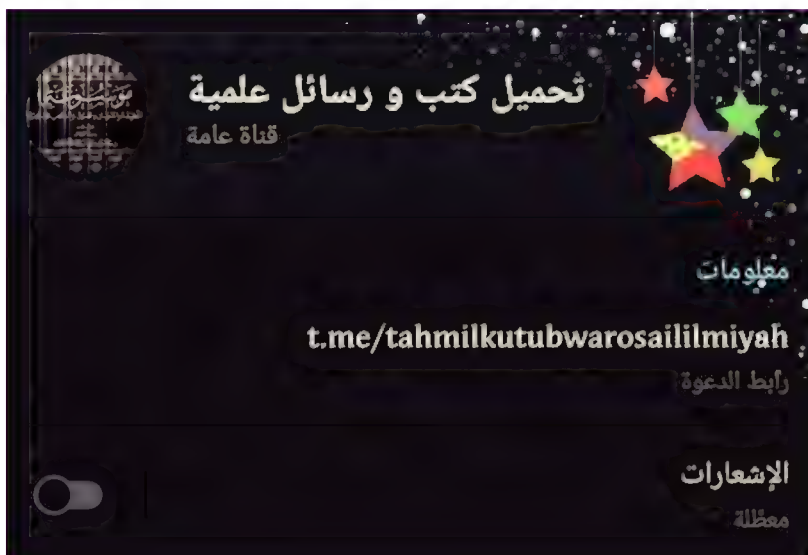 تحميل كتب و رسائل علمية
قناة عامة
معلومات
t.me/tahmilkutubwarosaililmiyah
رابط الدعوة
الإشعارات
معطلة